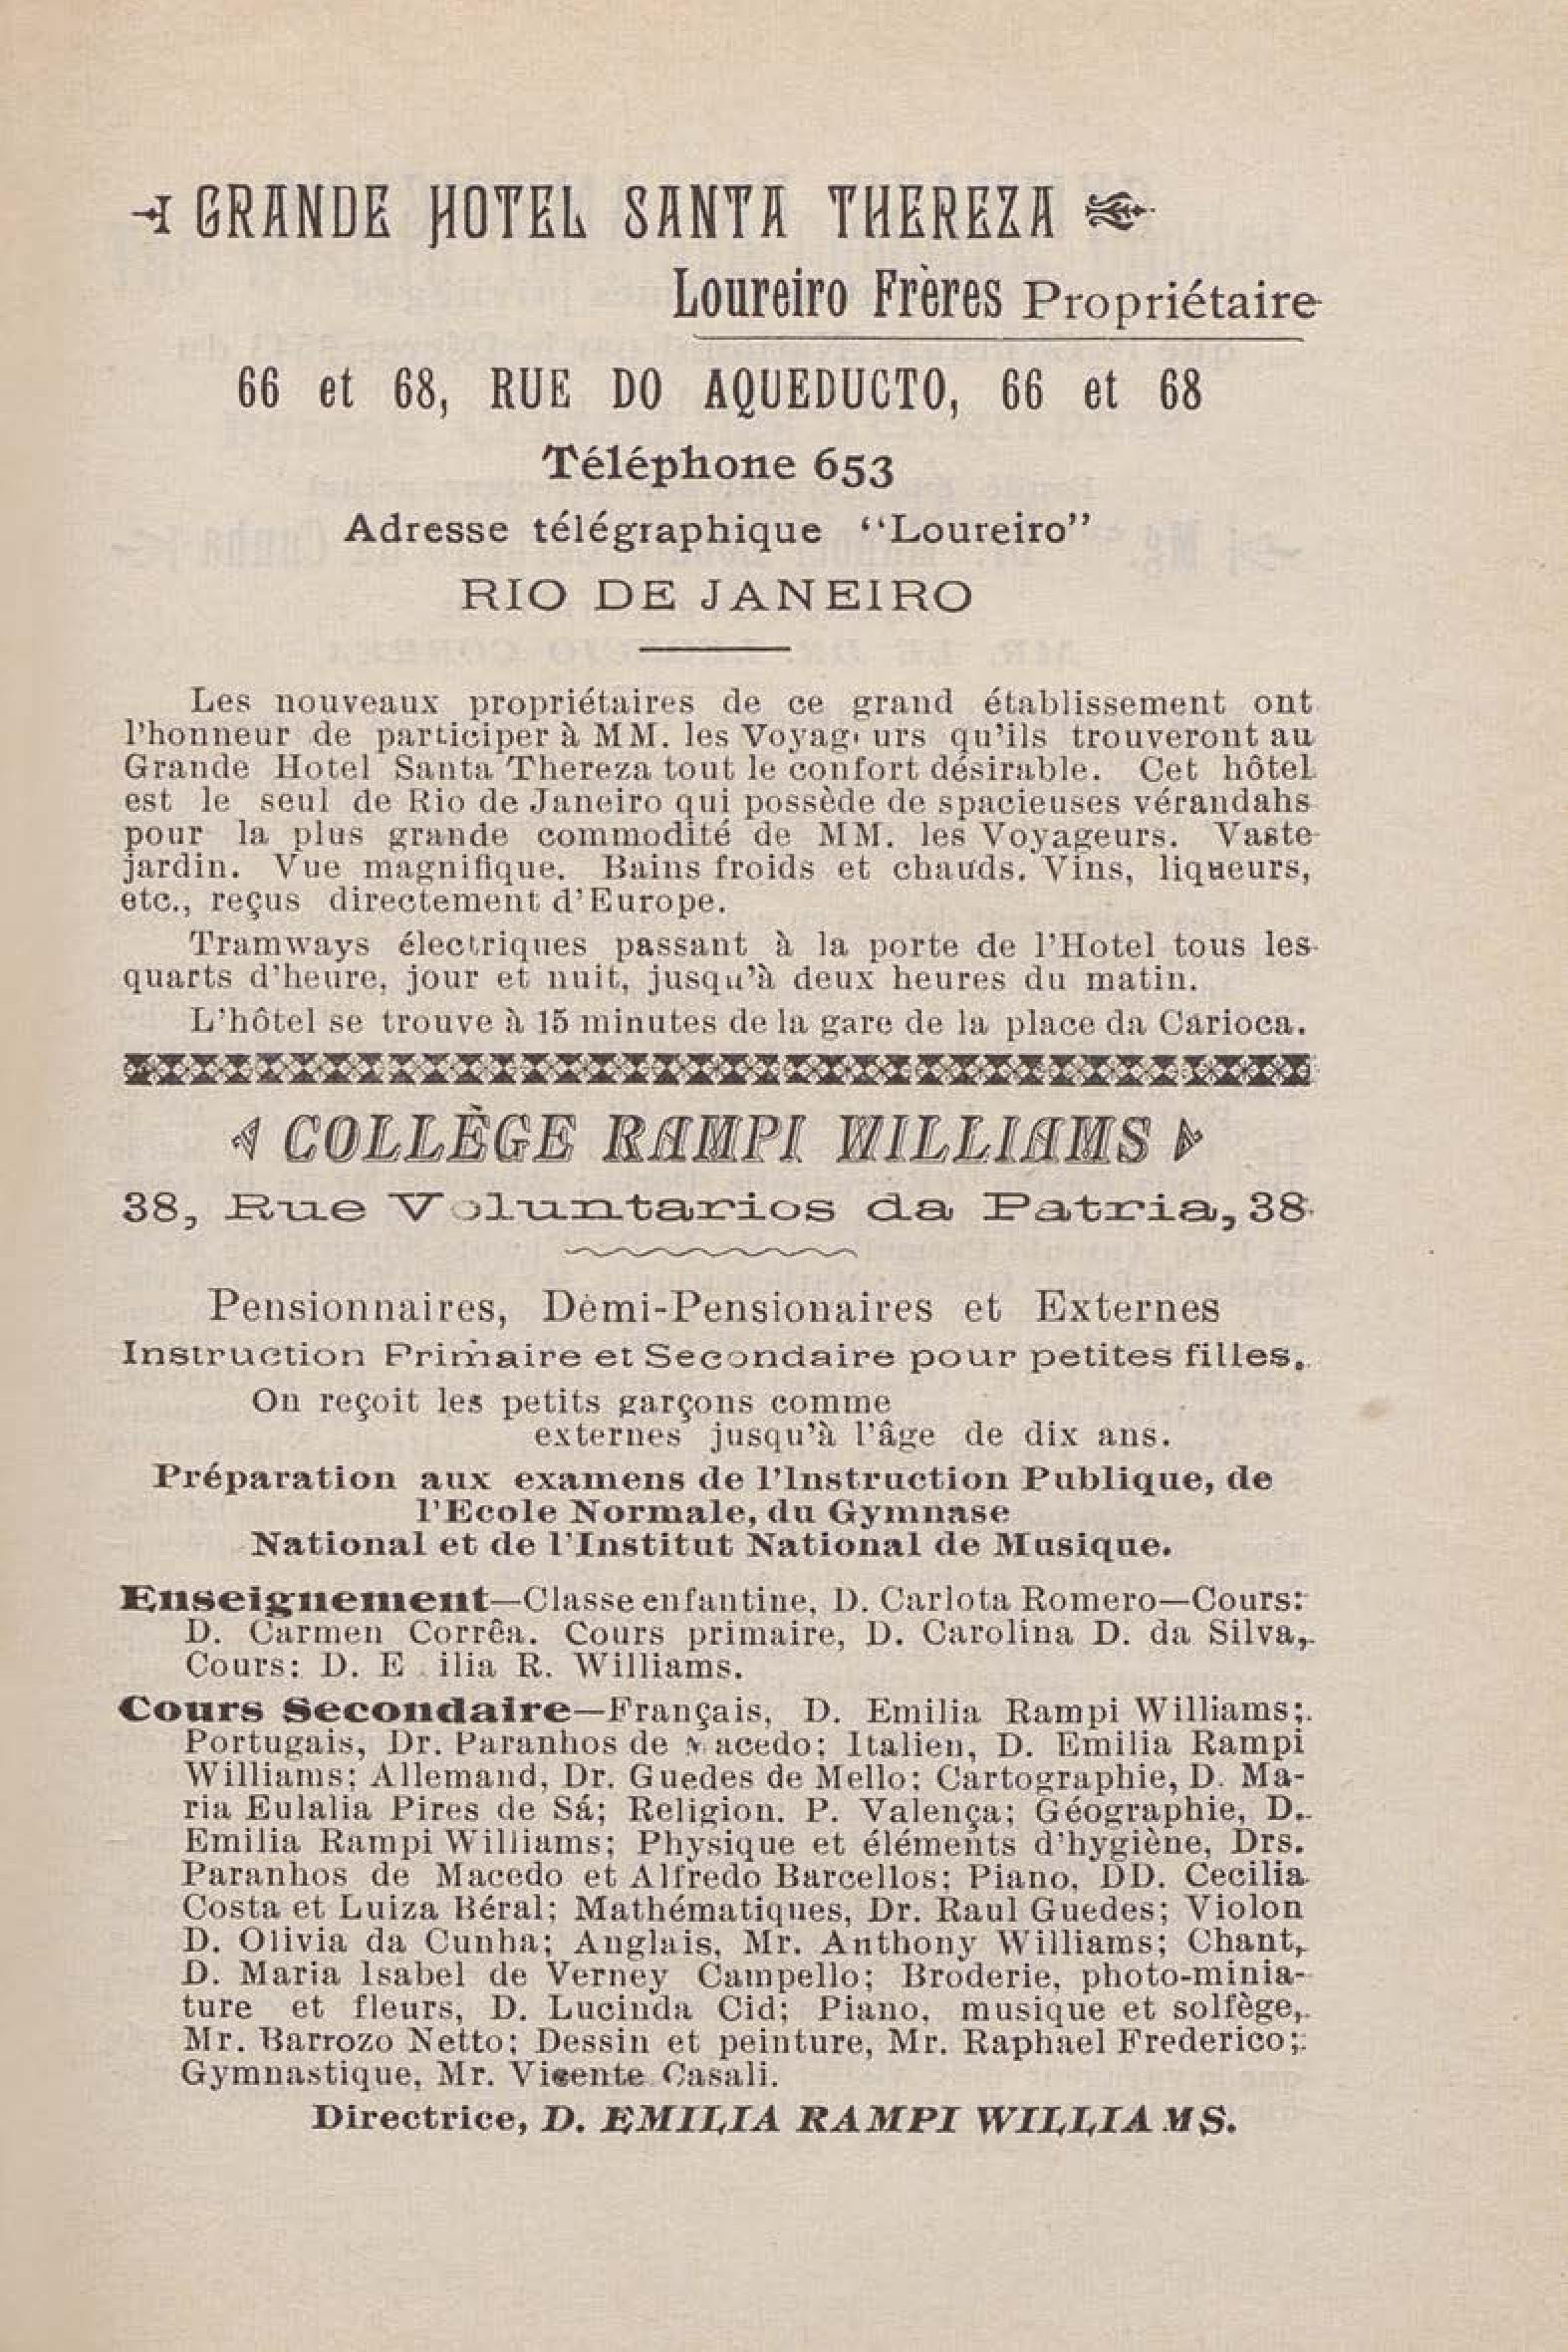 GRANDE HOTEL SANTA THEREZA
Loureiro Frères Propriétaire
66 et 68, RUE DO AQUEDUCTO, 66 et 68
Téléphone 653
Adresse télégraphique "Loureiro"
RIO DE JANEIRO
Les nouveaux propriétaires de ce grand établissement ont
l'honneur de participer à MM. les Voyag urs qu'ils trouveront au
Grande Hotel Santa Thereza tout le confort désirable. Cet hôtel
est le seul de Rio de Janeiro qui possède de spacieuses vérandahs
pour la plus grande commodité de MM. les Voyageurs. Vaste
jardin. Vue magnifique. Bains froids et chauds. Vins, liqueurs,
etc., reçus directement d'Europe.
Tramways électriques passant à la porte de l'Hotel tous les
quarts d'heure, jour et nuit, jusqu'à deux heures du matin.
L'hôtel se trouve à 15 minutes de la gare de la place da Carioca.
COLLÈGE RAMPI WILLIAMS
38, Rue Voluntarios da Patria, 38
Pensionnaires, Dèmi-Pensionaires et Externes
Instruction Primaire et Secondaire pour petites filles.
On reçoit les petits garçons comme
externes jusqu'à l'âge de dix ans.
Préparation aux examens de l'Instruction Publique, de
l'Ecole Normale, du Gymnase
National et de l'Institut National de Musique.
Enseignement—Classe enfantine, D. Carlota Romero—Cours:
D. Carmen Corrêa. Cours primaire, D. Carolina D. da Silva,
Cours: D. E ilia R. Williams.
Cours Secondaire—Français, D. Emilia Rampi Williams;
Portugais, Dr. Paranhos de Macedo; Italien, D. Emilia Rampi
Williams; Allemand, Dr. Guedes de Mello; Cartographie, D. Ma-
ria Eulalia Pires de Sá; Religion. P. Valença; Géographie, D.
Emilia Rampi Williams; Physique et éléments d'hygiène, Drs.
Paranhos de Macedo et Alfredo Barcellos; Piano, DD. Cecilia
Costa et Luiza Béral; Mathématiques, Dr. Raul Guedes; Violon
D. Olivia da Cunha; Anglais, Mr. Anthony Williams; Chant,
D. Maria Isabel de Verney Campello; Broderie, photo-minia-
ture et fleurs, D. Lucinda Cid; Piano, musique et solfège,
Mr. Barrozo Netto; Dessin et peinture, Mr. Raphael Frederico;
Gymnastique, Mr. Vicente Casali.
Directrice, D. EMILIA RAMPI WILLIAMS.